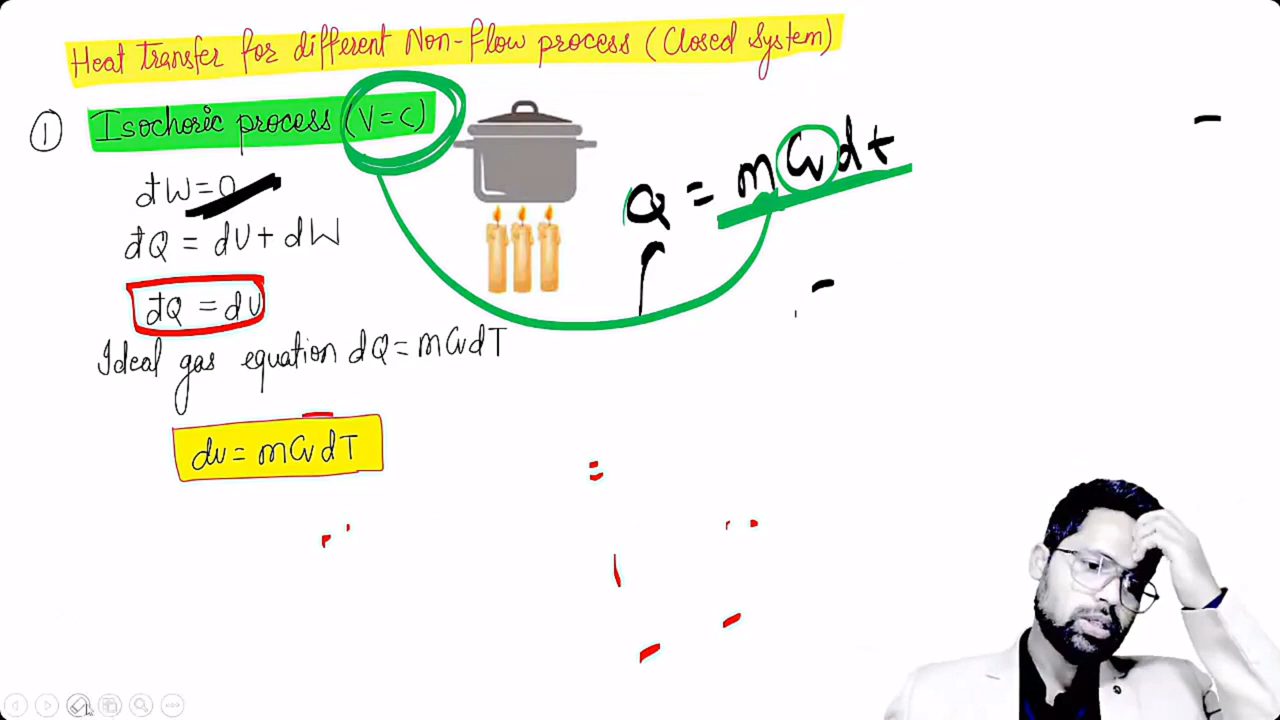 Heat transfer for different Non-flow process (Closed System)
① Isochoric process (V=C)
dW=0
dQ = dU + dW
dQ = dU
Ideal gas equation dQ = mCvdT
du = mCvdT
Q = mCvdt